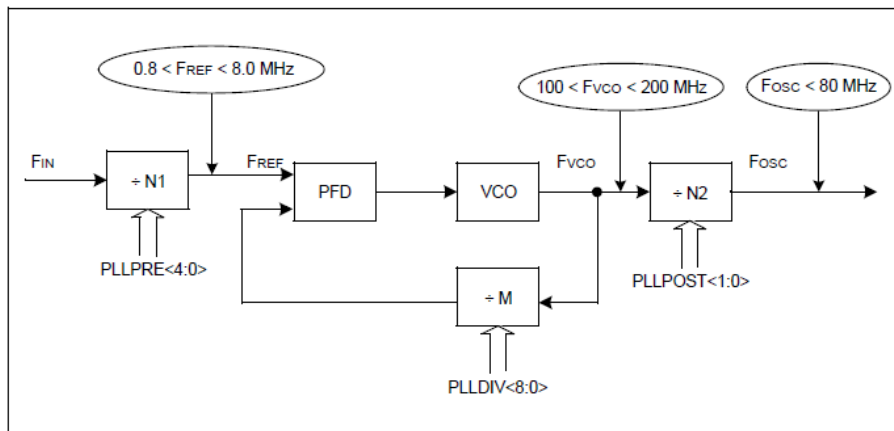 0.8 < FREF < 8.0 MHz
100 < FVCO < 200 MHz
FOSC < 80 MHz
FIN
÷ N1
FREF
PFD
VCO
FVCO
÷ N2
FOSC
PLLPRE<4:0>
÷ M
PLLPOST<1:0>
PLLDIV<8:0>